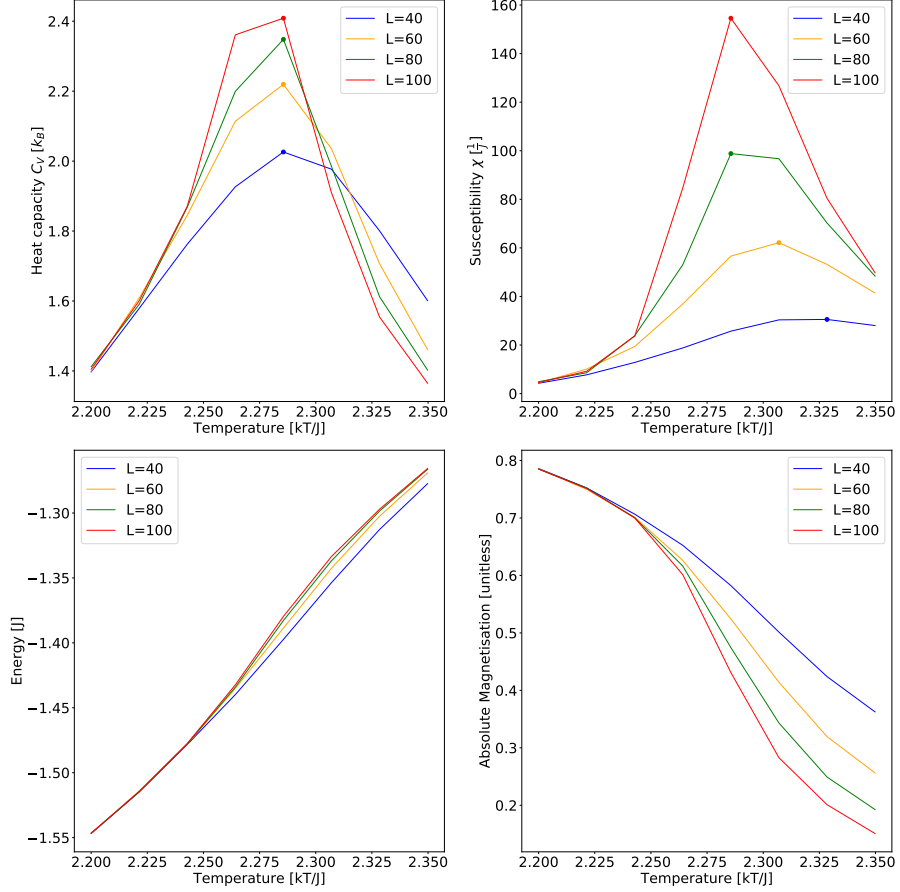 Heat capacity C_V [k_B]
2.4
2.2
2.0
1.8
1.6
1.4
L=40
L=60
L=80
L=100
2.200 2.225 2.250 2.275 2.300 2.325 2.350
Temperature [kT/J]
Susceptibility χ [1/J]
160
140
120
100
80
60
40
20
0
L=40
L=60
L=80
L=100
2.200 2.225 2.250 2.275 2.300 2.325 2.350
Temperature [kT/J]
Energy [J]
−1.30
−1.35
−1.40
−1.45
−1.50
−1.55
L=40
L=60
L=80
L=100
2.200 2.225 2.250 2.275 2.300 2.325 2.350
Temperature [kT/J]
Absolute Magnetisation [unitless]
0.8
0.7
0.6
0.5
0.4
0.3
0.2
L=40
L=60
L=80
L=100
2.200 2.225 2.250 2.275 2.300 2.325 2.350
Temperature [kT/J]